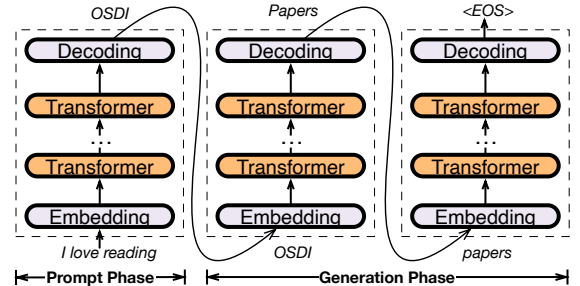 OSDI Papers <EOS>
Decoding Decoding Decoding
Transformer Transformer Transformer
... ... ...
Transformer Transformer Transformer
Embedding Embedding Embedding
I love reading OSDI papers
Prompt Phase Generation Phase